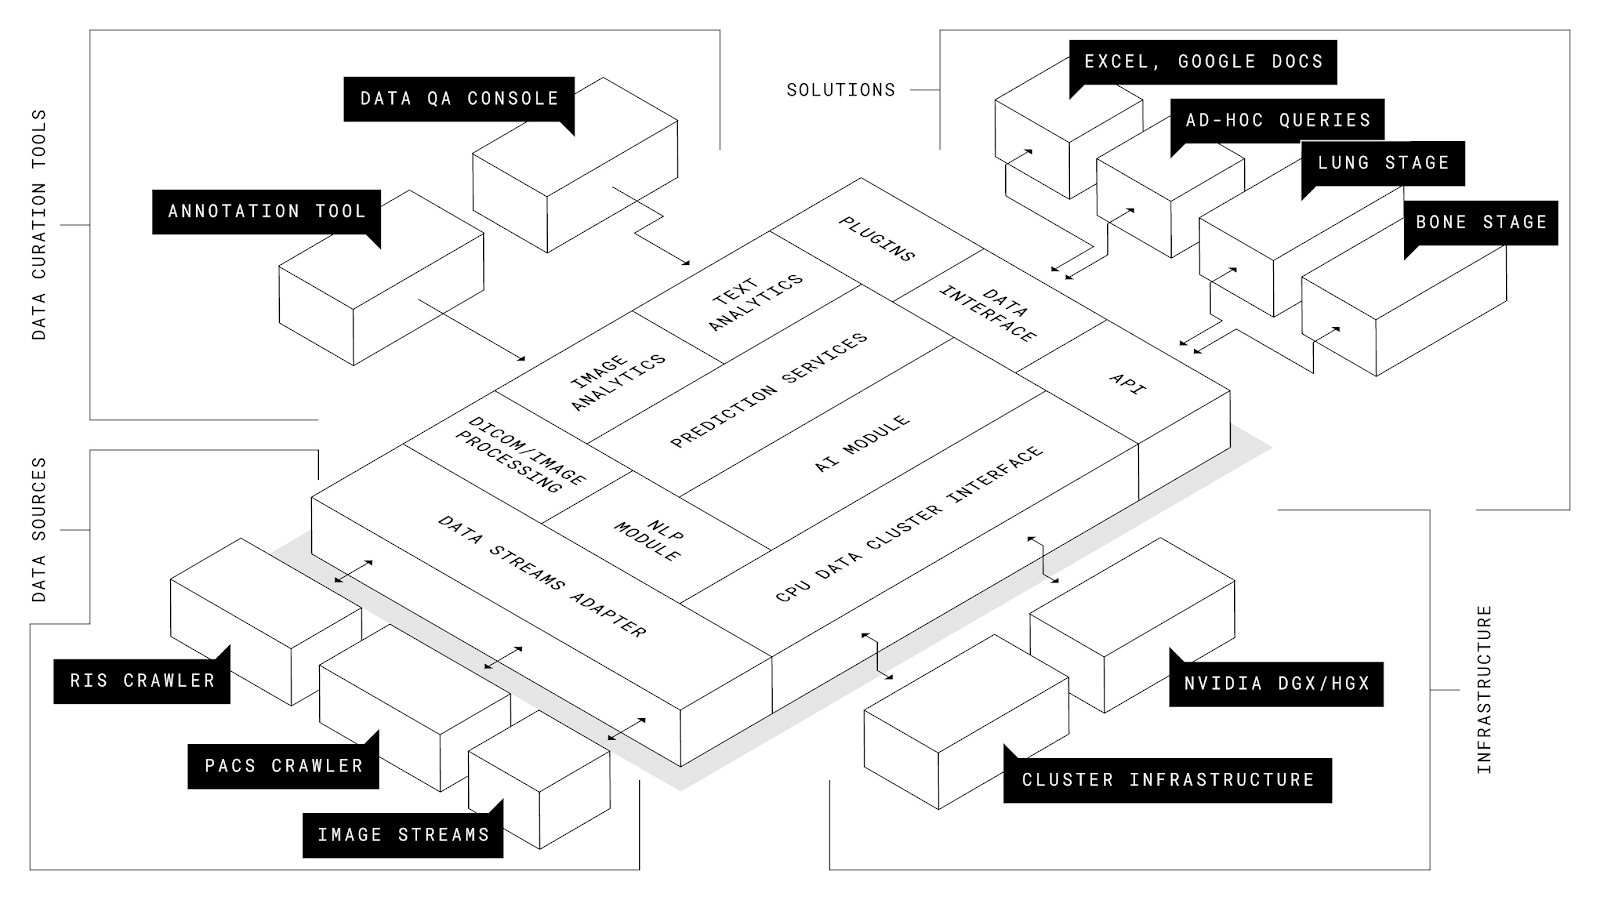 DATA CURATION TOOLS
DATA QA CONSOLE
ANNOTATION TOOL
SOLUTIONS
EXCEL, GOOGLE DOCS
AD-HOC QUERIES
LUNG STAGE
BONE STAGE
PLUGINS
TEXT
ANALYTICS
DATA
INTERFACE
IMAGE
ANALYTICS
PREDICTION SERVICES
API
DICOM/IMAGE
PROCESSING
AI MODULE
NLP
MODULE
CPU DATA CLUSTER INTERFACE
DATA STREAMS ADAPTER
DATA SOURCES
RIS CRAWLER
PACS CRAWLER
IMAGE STREAMS
INFRASTRUCTURE
NVIDIA DGX/HGX
CLUSTER INFRASTRUCTURE